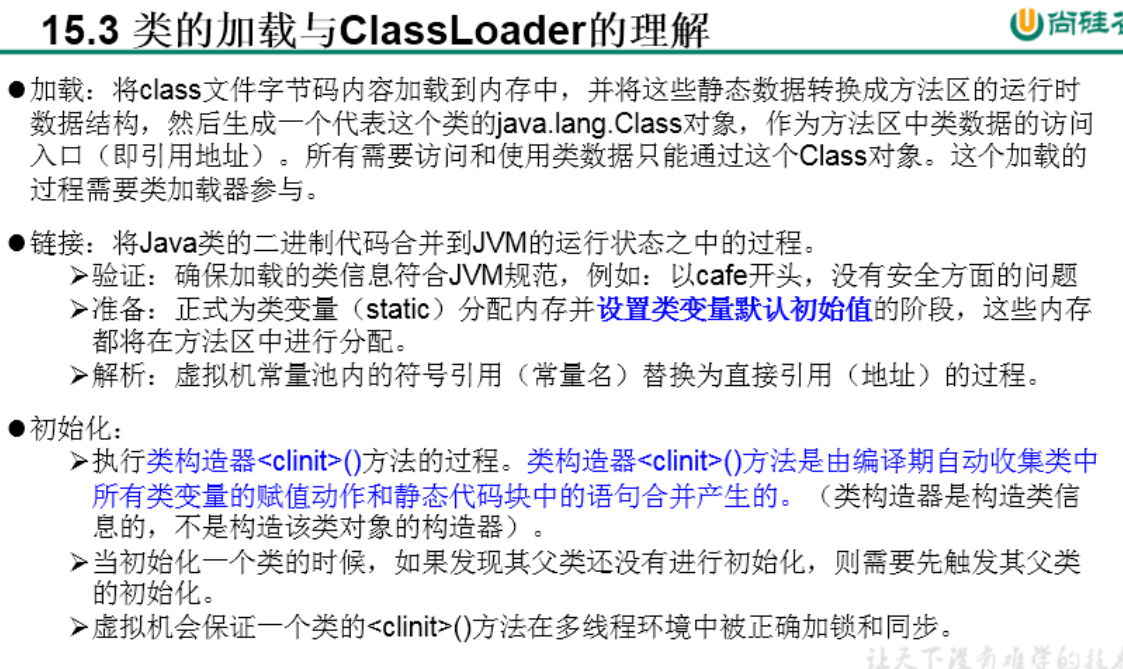 15.3 类的加载与ClassLoader的理解
尚硅
●加载：将class文件字节码内容加载到内存中，并将这些静态数据转换成方法区的运行时
数据结构，然后生成一个代表这个类的java.lang.Class对象，作为方法区中类数据的访问
入口（即引用地址）。所有需要访问和使用类数据只能通过这个Class对象。这个加载的
过程需要类加载器参与。
●链接：将Java类的二进制代码合并到JVM的运行状态之中的过程。
➢验证：确保加载的类信息符合JVM规范，例如：以cafe开头，没有安全方面的问题
➢准备：正式为类变量（static）分配内存并设置类变量默认初始值的阶段，这些内存
都将在方法区中进行分配。
➢解析：虚拟机常量池内的符号引用（常量名）替换为直接引用（地址）的过程。
●初始化：
➢执行类构造器<clinit>()方法的过程。类构造器<clinit>()方法是由编译期自动收集类中
所有类变量的赋值动作和静态代码块中的语句合并产生的。（类构造器是构造类信
息的，不是构造该类对象的构造器）。
➢当初始化一个类的时候，如果发现其父类还没有进行初始化，则需要先触发其父类
的初始化。
➢虚拟机会保证一个类的<clinit>()方法在多线程环境中被正确加锁和同步。
让天下没有难学的技